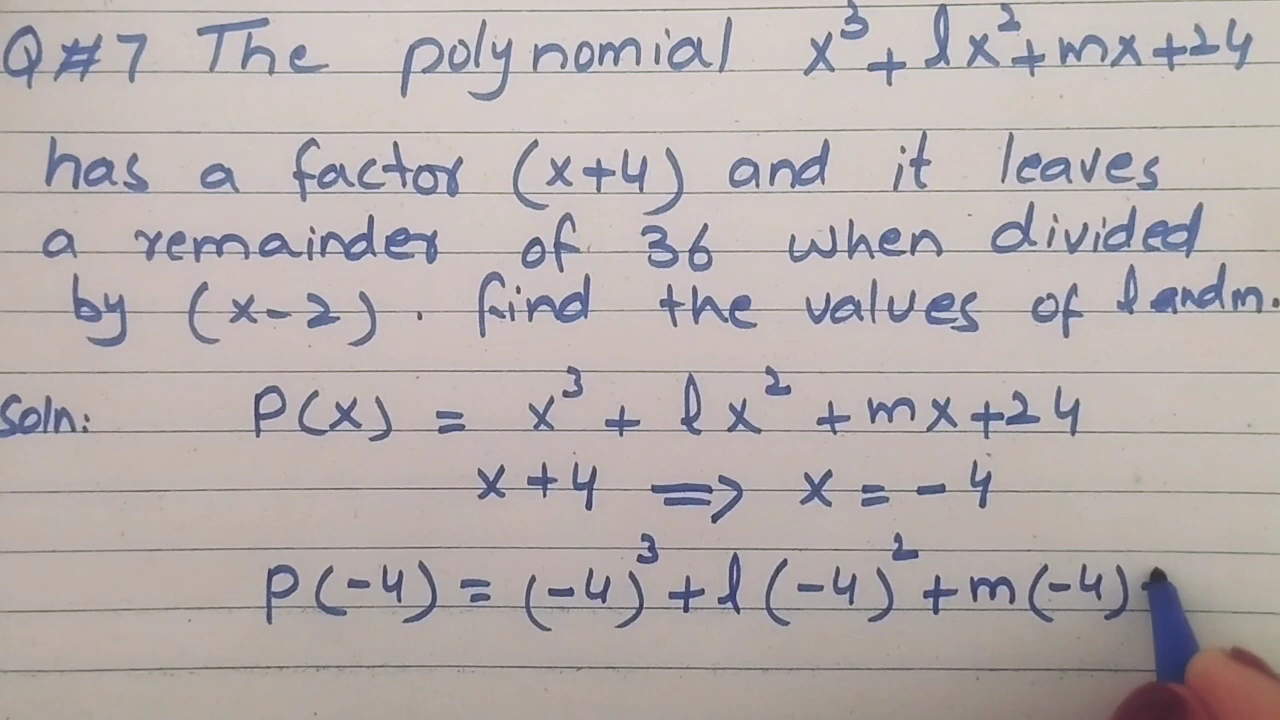 Q#7 The polynomial x³ + lx² + mx + 24
has a factor (x+4) and it leaves
a remainder of 36 when divided
by (x-2). find the values of l and m.
Soln: P(x) = x³ + lx² + mx + 24
x + 4 ⇒ x = -4
P(-4) = (-4)³ + l(-4)² + m(-4)